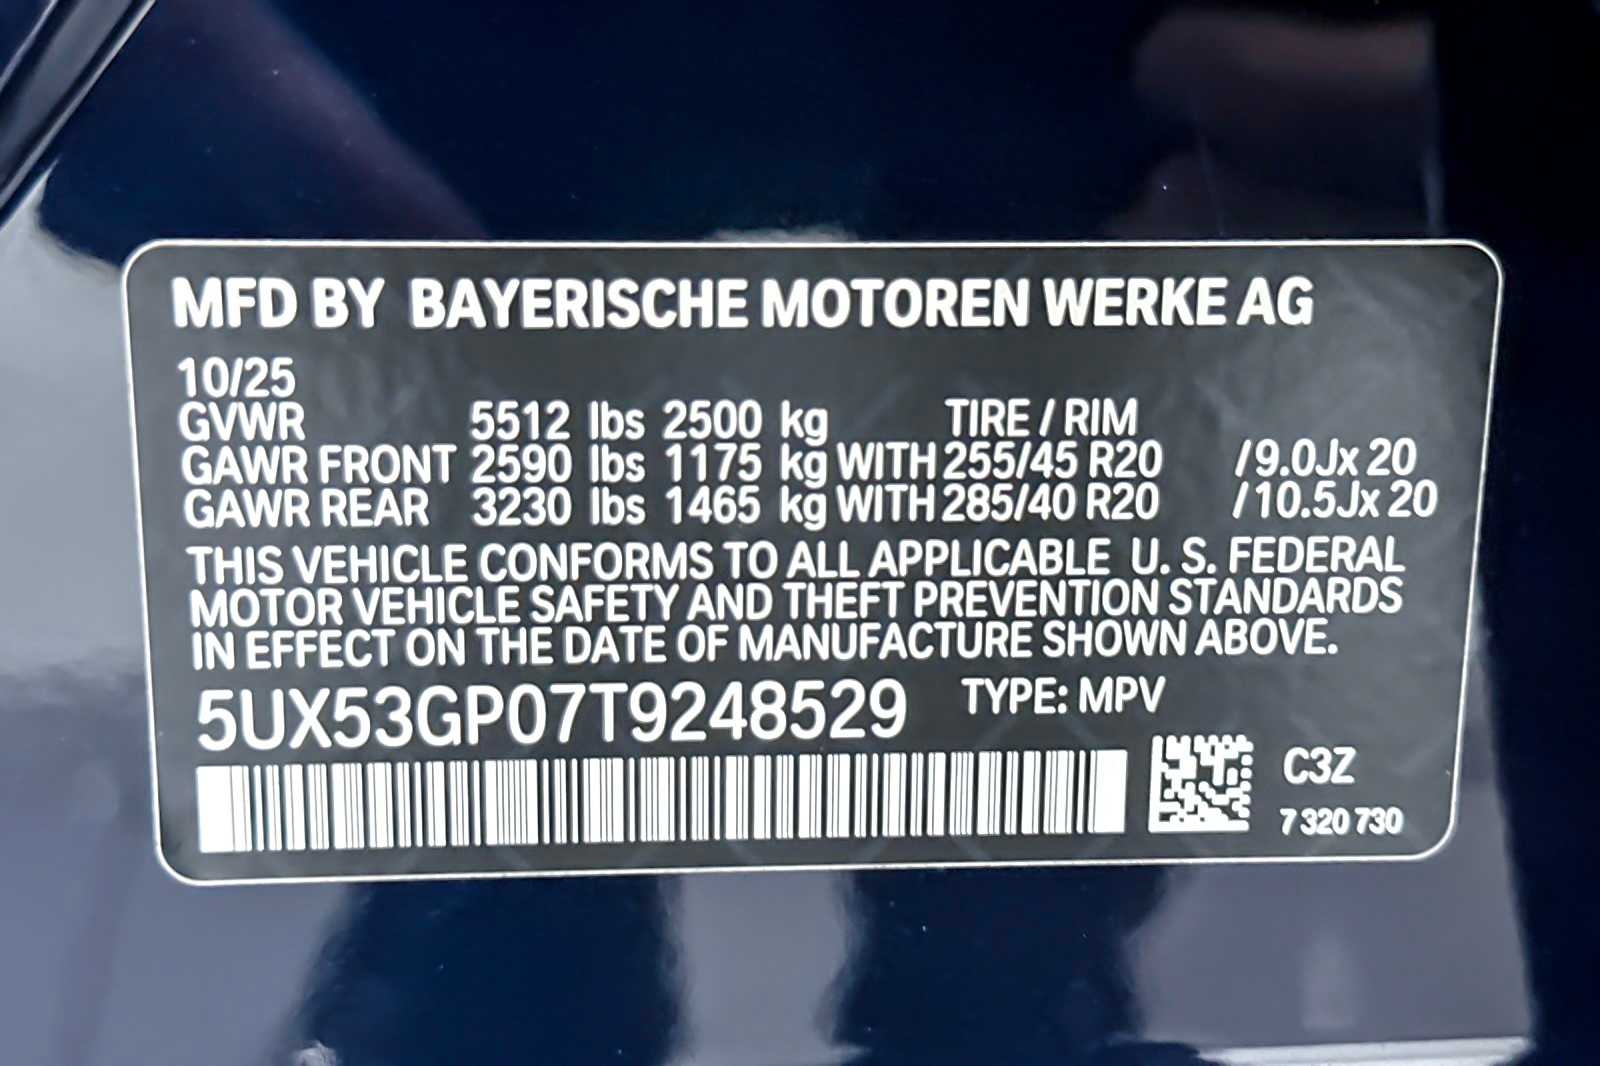 MFD BY BAYERISCHE MOTOREN WERKE AG
10/25
GVWR 5512 lbs 2500 kg TIRE / RIM
GAWR FRONT 2590 lbs 1175 kg WITH 255/45 R20 /9.0Jx 20
GAWR REAR 3230 lbs 1465 kg WITH 285/40 R20 /10.5Jx 20
THIS VEHICLE CONFORMS TO ALL APPLICABLE U. S. FEDERAL
MOTOR VEHICLE SAFETY AND THEFT PREVENTION STANDARDS
IN EFFECT ON THE DATE OF MANUFACTURE SHOWN ABOVE.
5UX53GP07T9248529 TYPE: MPV
C3Z
7 320 730